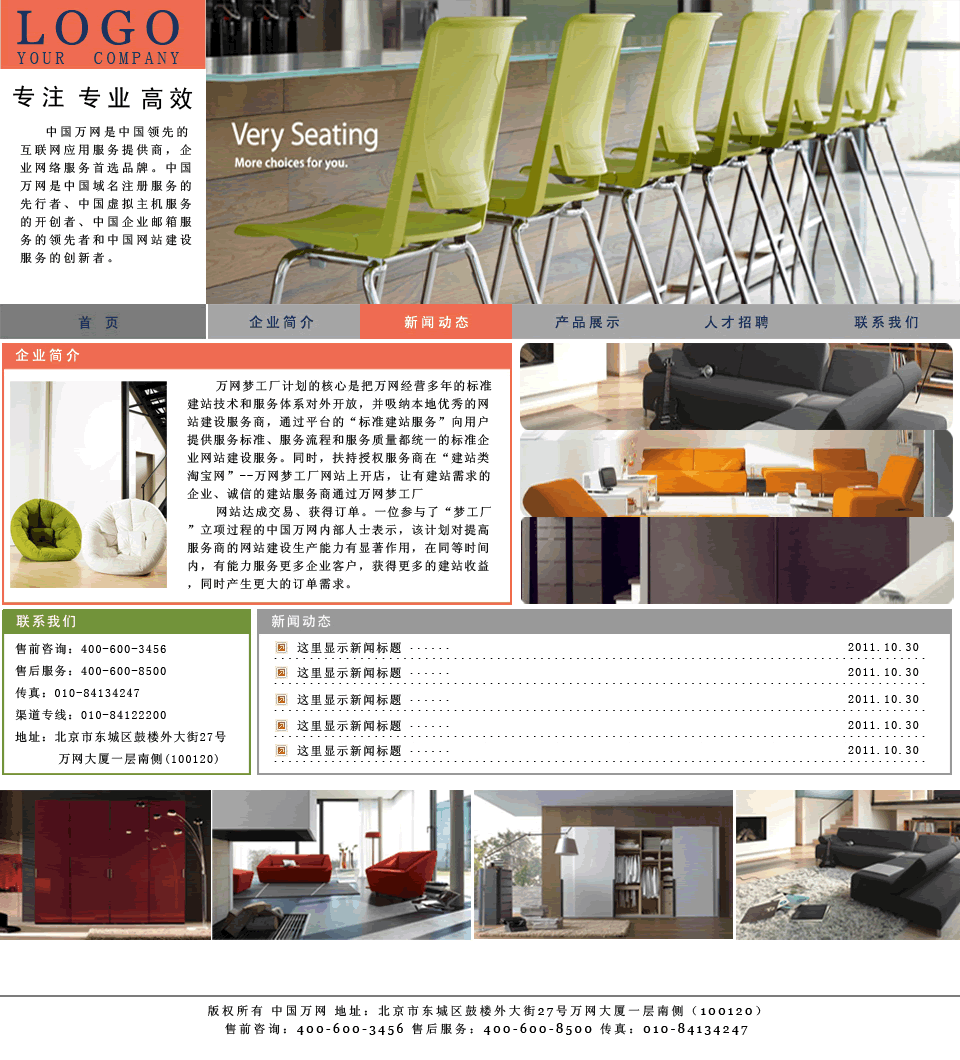 LOGO
YOUR COMPANY
专注 专业 高效
中国万网是中国领先的
互联网应用服务提供商，企
业网络服务首选品牌。中国
万网是中国域名注册服务的
先行者、中国虚拟主机服务
的开创者、中国企业邮箱服
务的领先者和中国网站建设
服务的创新者。
Very Seating
More choices for you.
首 页 企业简介 新闻动态 产品展示 人才招聘 联系我们
企业简介
万网梦工厂计划的核心是把万网经营多年的标准
建站技术和服务体系对外开放，并吸纳本地优秀的网
站建设服务商，通过平台的“标准建站服务”向用户
提供服务标准、服务流程和服务质量都统一的标准企
业网站建设服务。同时，扶持授权服务商在“建站类
淘宝网”--万网梦工厂网站上开店，让有建站需求的
企业、诚信的建站服务商通过万网梦工厂
网站达成交易、获得订单。一位参与了“梦工厂
”立项过程的中国万网内部人士表示，该计划对提高
服务商的网站建设生产能力有显著作用，在同等时间
内，有能力服务更多企业客户，获得更多的建站收益
，同时产生更大的订单需求。
联系我们
售前咨询：400-600-3456
售后服务：400-600-8500
传真：010-84134247
渠道专线：010-84122200
地址：北京市东城区鼓楼外大街27号
万网大厦一层南侧(100120)
新闻动态
这里显示新闻标题 ······ 2011.10.30
这里显示新闻标题 ······ 2011.10.30
这里显示新闻标题 ······ 2011.10.30
这里显示新闻标题 ······ 2011.10.30
这里显示新闻标题 ······ 2011.10.30
版权所有 中国万网 地址：北京市东城区鼓楼外大街27号万网大厦一层南侧（100120）
售前咨询：400-600-3456 售后服务：400-600-8500 传真：010-84134247